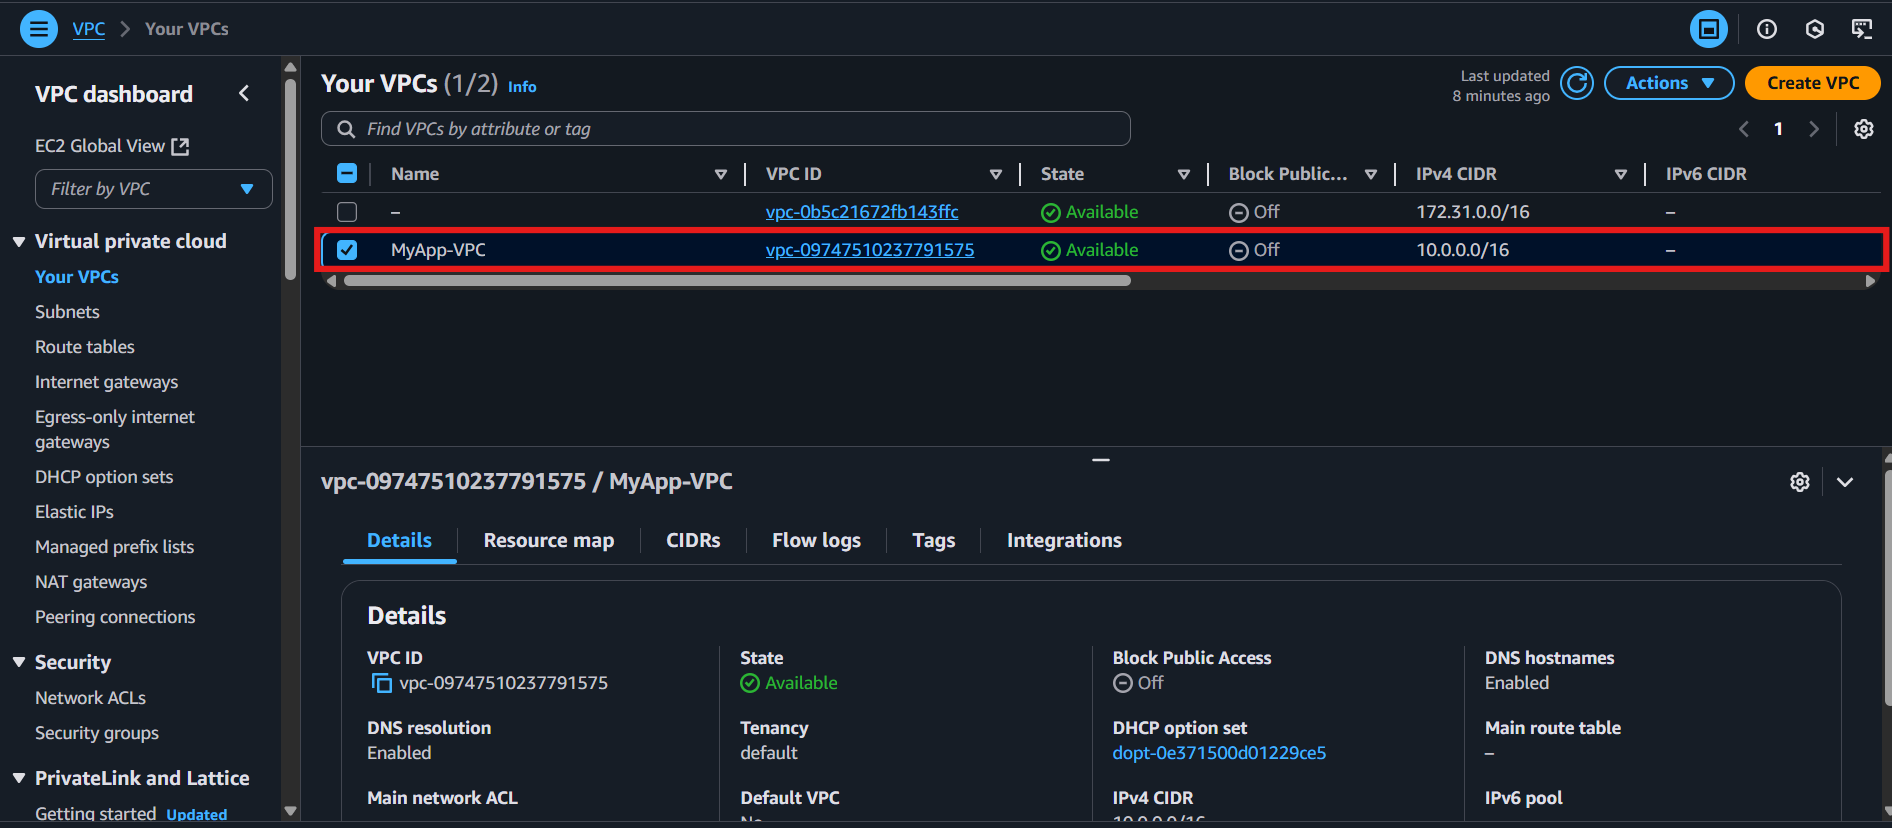 VPC > Your VPCs
VPC dashboard
EC2 Global View
Filter by VPC
Virtual private cloud
Your VPCs
Subnets
Route tables
Internet gateways
Egress-only internet
gateways
DHCP option sets
Elastic IPs
Managed prefix lists
NAT gateways
Peering connections
Security
Network ACLs
Security groups
PrivateLink and Lattice
Getting started Updated
Your VPCs (1/2) Info
Last updated
8 minutes ago
Actions
Create VPC
Find VPCs by attribute or tag
1
Name VPC ID State Block Public... IPv4 CIDR IPv6 CIDR
– vpc-0b5c21672fb143ffc Available Off 172.31.0.0/16 –
MyApp-VPC vpc-09747510237791575 Available Off 10.0.0.0/16 –
vpc-09747510237791575 / MyApp-VPC
Details Resource map CIDRs Flow logs Tags Integrations
Details
VPC ID
vpc-09747510237791575
State
Available
Block Public Access
Off
DNS hostnames
Enabled
DNS resolution
Enabled
Tenancy
default
DHCP option set
dopt-0e371500d01229ce5
Main route table
–
Main network ACL
Default VPC
No
IPv4 CIDR
10.0.0.0/16
IPv6 pool